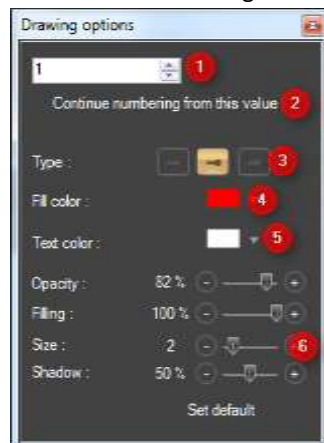 Drawing options
1 1
Continue numbering from this value 2
Type : 3
Fill color : 4
Text color : 5
Opacity : 82 %
Filling : 100 %
Size : 2 6
Shadow : 50 %
Set default